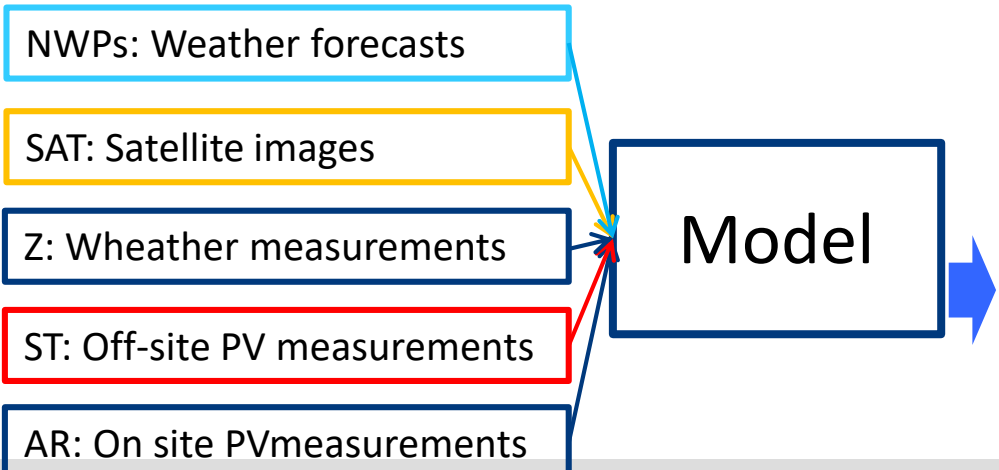 NWPs: Weather forecasts
SAT: Satellite images
Z: Wheather measurements
Model
ST: Off-site PV measurements
AR: On site PVmeasurements